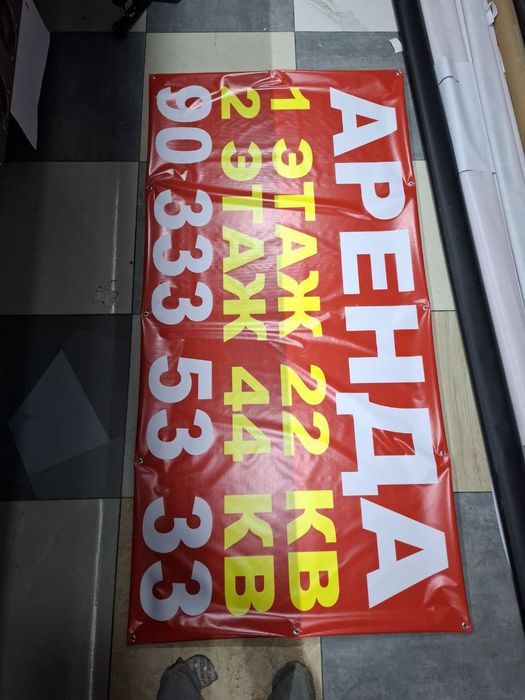 АРЕНДА
1 ЭТАЖ 22 КВ
2 ЭТАЖ 44 КВ
90 333 53 33